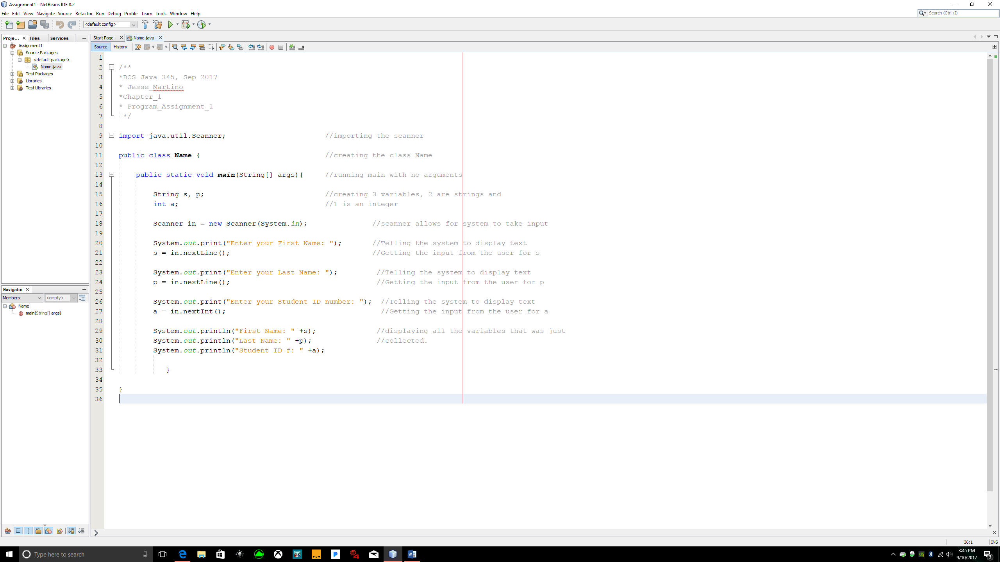 Assignment1 - NetBeans IDE 8.2
File Edit View Navigate Source Refactor Run Debug Profile Team Tools Window Help
Search (Ctrl+I)
<default config>
Proje... Files Services
Assignment1
Source Packages
<default package>
Name.java
Test Packages
Libraries
Test Libraries
Navigator
Members <empty>
Name
main(String[] args)
Start Page Name.java
Source History
1
2 /**
3 *BCS Java_345, Sep 2017
4 * Jesse_Martino
5 *Chapter_1
6 * Program_Assignment_1
7 */
8
9 import java.util.Scanner; //importing the scanner
10
11 public class Name { //creating the class_Name
12
13 public static void main(String[] args){ //running main with no arguments
14
15 String s, p; //creating 3 variables, 2 are strings and
16 int a; //1 is an integer
17
18 Scanner in = new Scanner(System.in); //scanner allows for system to take input
19
20 System.out.print("Enter your First Name: "); //Telling the system to display text
21 s = in.nextLine(); //Getting the input from the user for s
22
23 System.out.print("Enter your Last Name: "); //Telling the system to display text
24 p = in.nextLine(); //Getting the input from the user for p
25
26 System.out.print("Enter your Student ID number: "); //Telling the system to display text
27 a = in.nextInt(); //Getting the input from the user for a
28
29 System.out.println("First Name: " +s); //displaying all the variables that was just
30 System.out.println("Last Name: " +p); //collected.
31 System.out.println("Student ID #: " +a);
32
33 }
34
35 }
36
36:1 INS
Type here to search
3:45 PM
9/10/2017
3